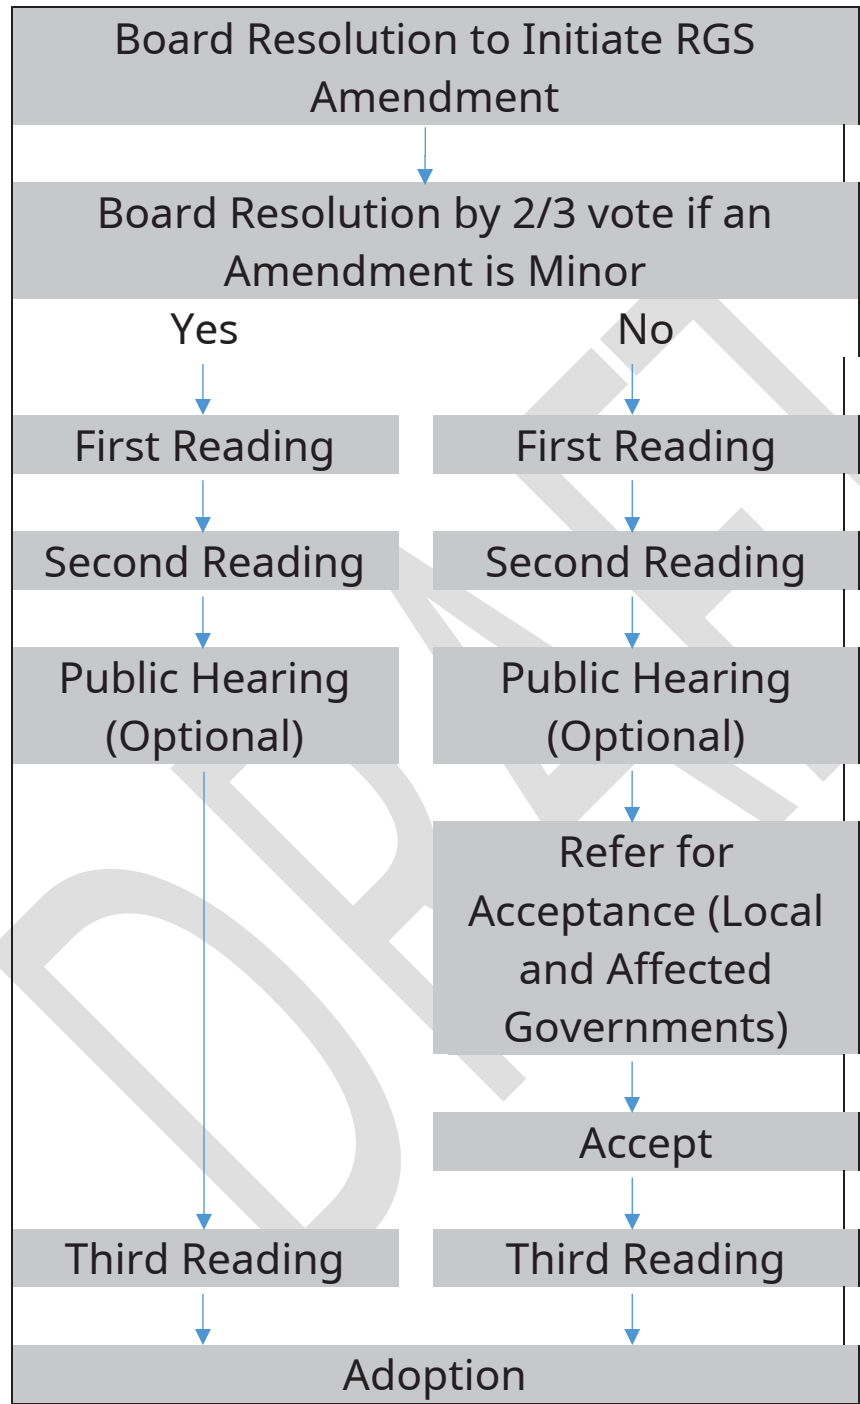 Board Resolution to Initiate RGS
Amendment
Board Resolution by 2/3 vote if an
Amendment is Minor
Yes
No
First Reading
First Reading
Second Reading
Second Reading
Public Hearing
(Optional)
Public Hearing
(Optional)
Refer for
Acceptance (Local
and Affected
Governments)
Accept
Third Reading
Third Reading
Adoption
DRAFT